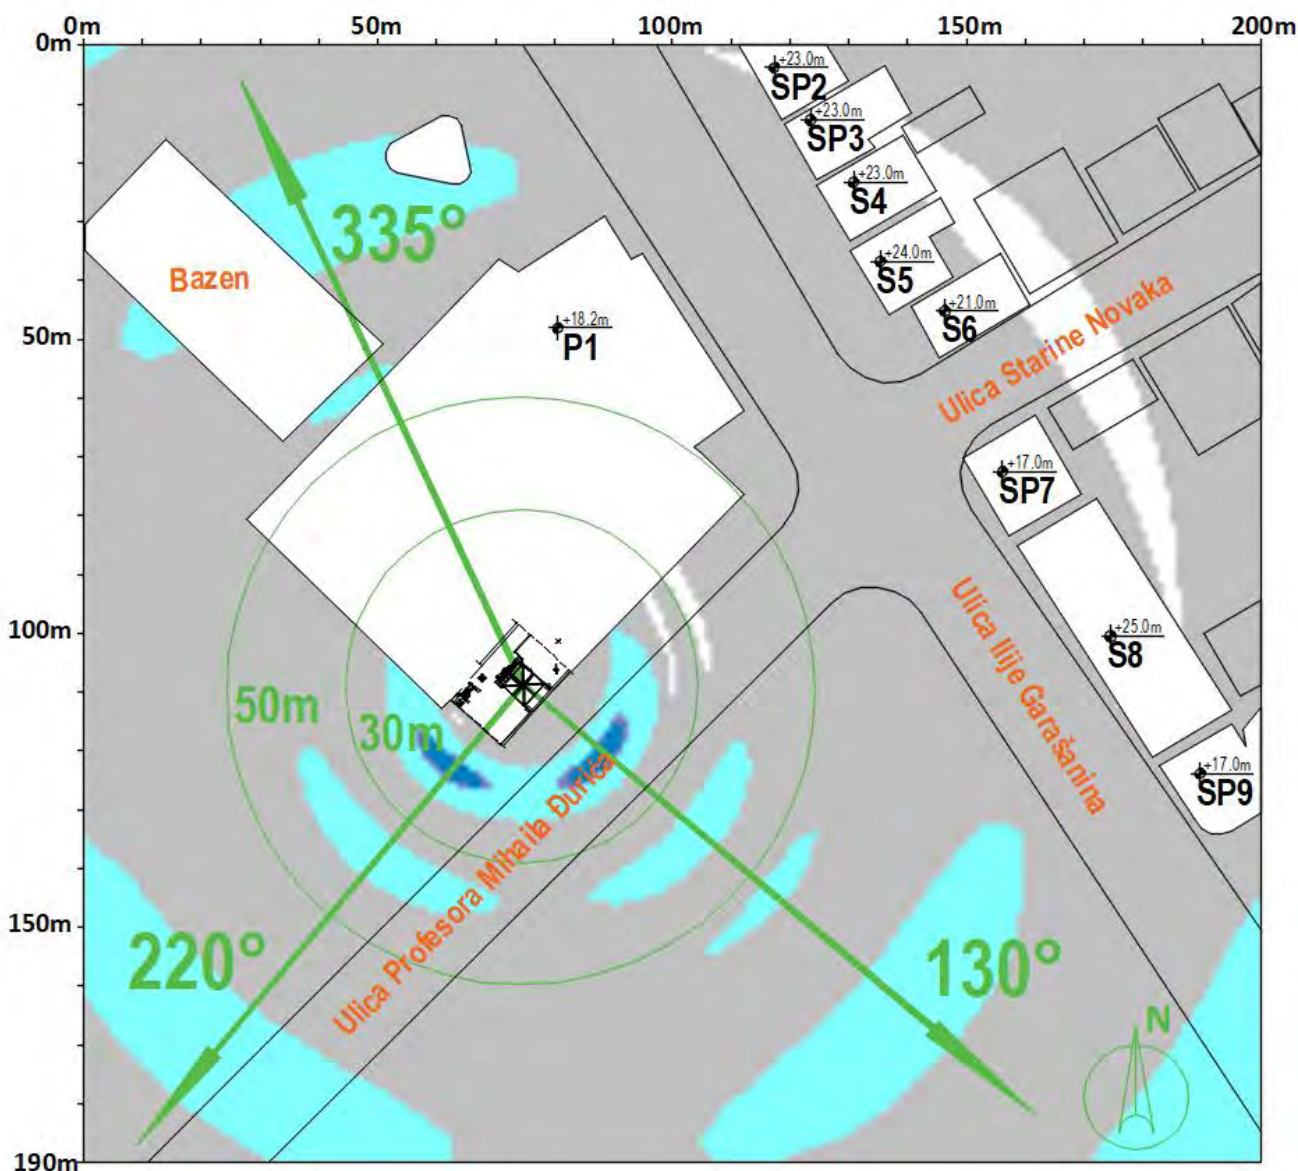 0m 50m 100m 150m 200m
0m
+23.0m
SP2
+23.0m
SP3
+23.0m
S4
335°
+24.0m
S5
Bazen
+21.0m
S6
+18.2m
P1
50m
Ulica Starine Novaka
+17.0m
SP7
100m
+25.0m
S8
Ulica Ilije Garašanina
50m
30m
+17.0m
SP9
Ulica Profesora Mihaila Đurića
150m
220°
130°
N
190m